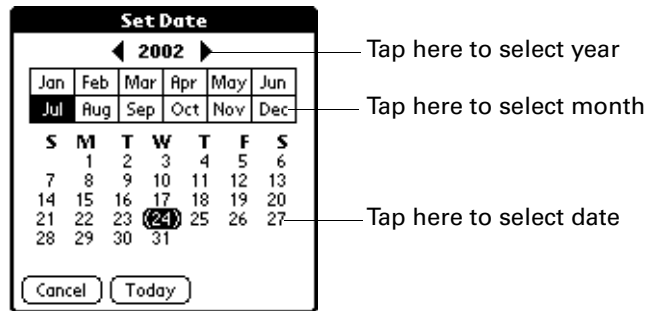 Set Date
2002
Tap here to select year
Jan Feb Mar Apr May Jun
Jul Aug Sep Oct Nov Dec
Tap here to select month
S M T W T F S
1 2 3 4 5 6
7 8 9 10 11 12 13
14 15 16 17 18 19 20
21 22 23 24 25 26 27
Tap here to select date
28 29 30 31
Cancel Today